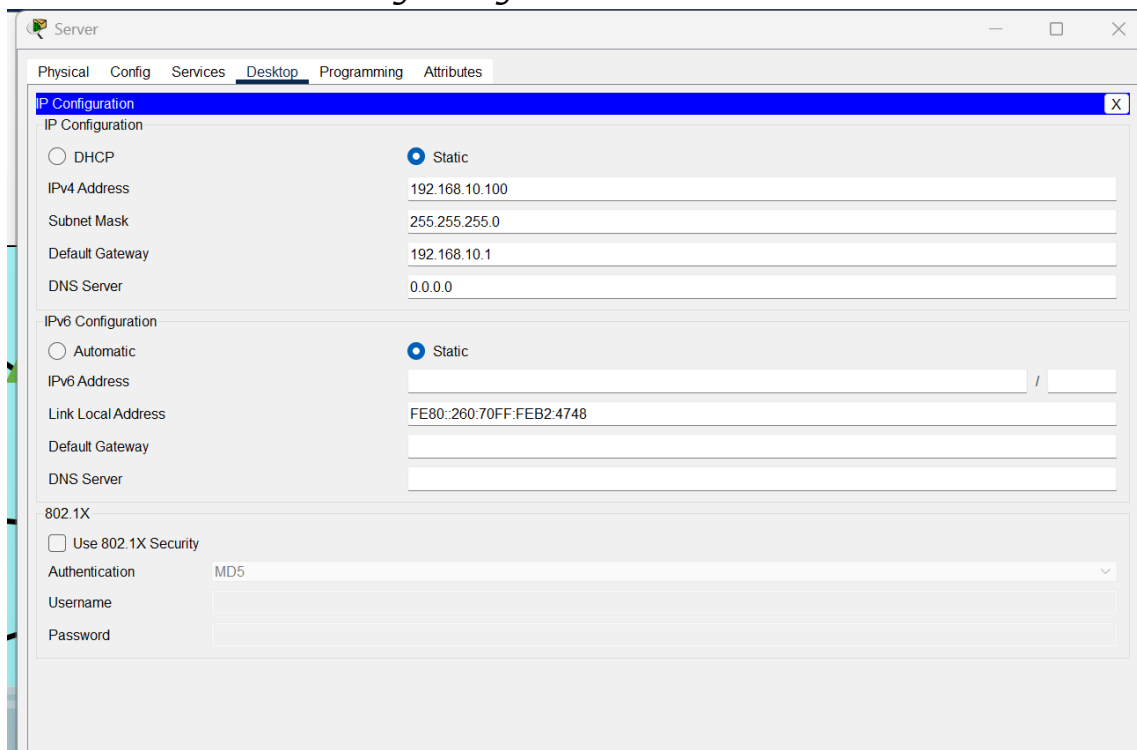 Server
Physical Config Services Desktop Programming Attributes
IP Configuration X
IP Configuration
DHCP Static
IPv4 Address 192.168.10.100
Subnet Mask 255.255.255.0
Default Gateway 192.168.10.1
DNS Server 0.0.0.0
IPv6 Configuration
Automatic Static
IPv6 Address /
Link Local Address FE80::260:70FF:FEB2:4748
Default Gateway
DNS Server
802.1X
Use 802.1X Security
Authentication MD5
Username
Password